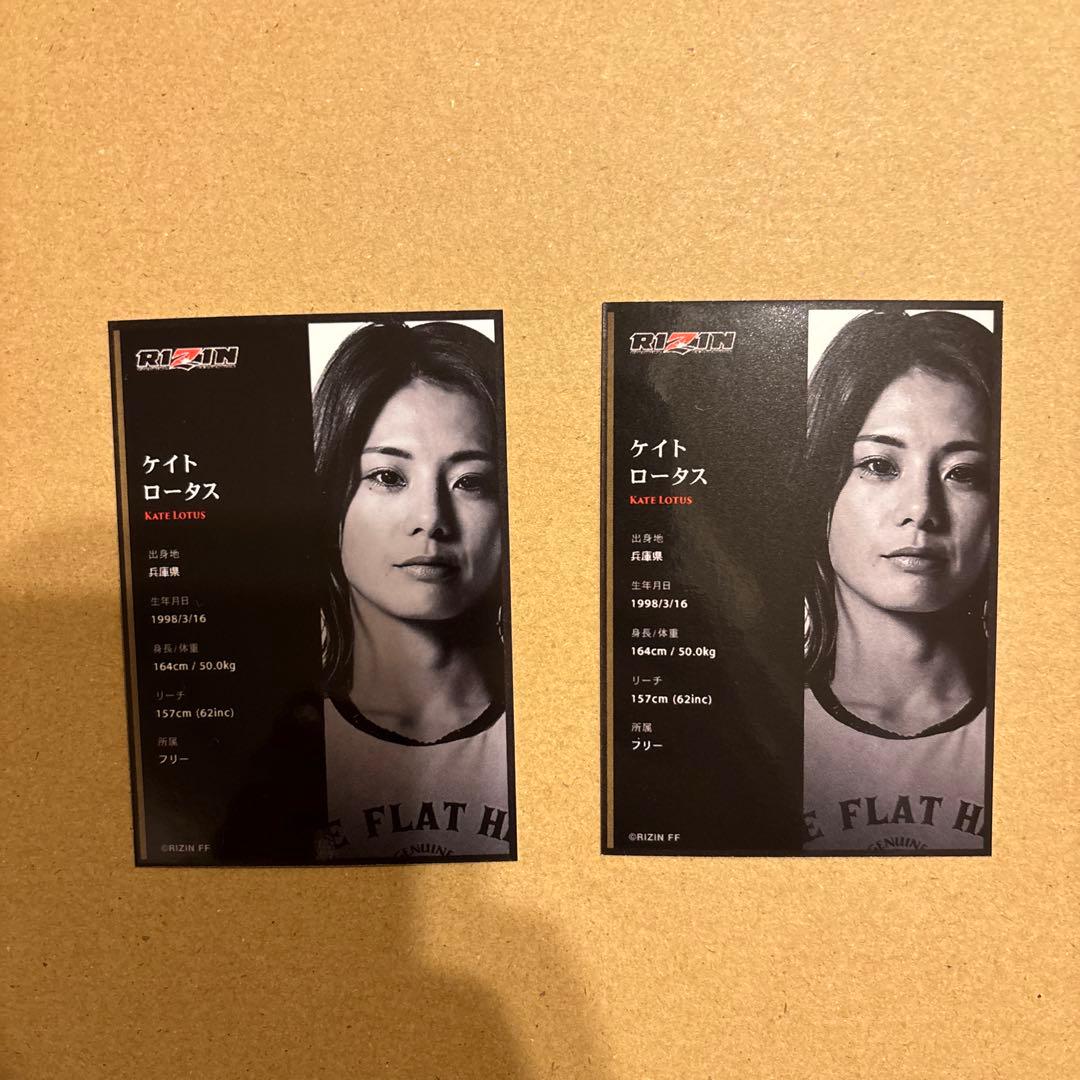 RIZIN
ケイト
ロータス
KATE LOTUS
出身地
兵庫県
生年月日
1998/3/16
身長/体重
164cm / 50.0kg
リーチ
157cm (62inc)
所属
フリー
©RIZIN FF
E FLAT H
GENUINE
RIZIN
ケイト
ロータス
KATE LOTUS
出身地
兵庫県
生年月日
1998/3/16
身長/体重
164cm / 50.0kg
リーチ
157cm (62inc)
所属
フリー
©RIZIN FF
E FLAT HA
GENUINE